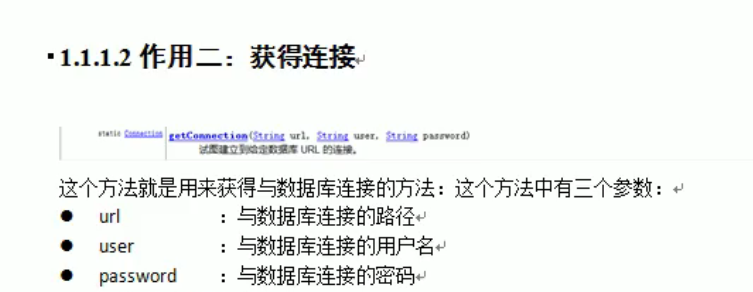 1.1.1.2 作用二：获得连接
static Connection getConnection(String url, String user, String password)
试图建立到给定数据库 URL 的连接。
这个方法就是用来获得与数据库连接的方法：这个方法中有三个参数：
● url ：与数据库连接的路径
● user ：与数据库连接的用户名
● password ：与数据库连接的密码